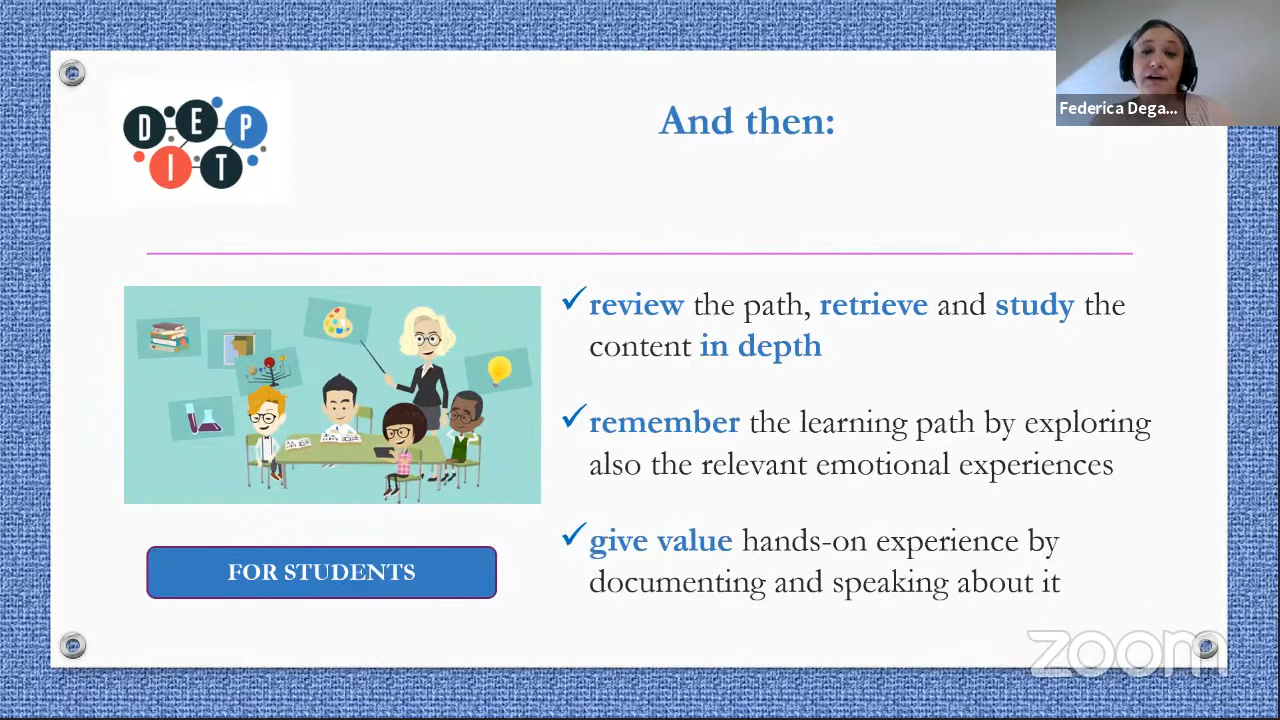 D E P
I T
And then:
Federica Dega...
✓review the path, retrieve and study the
content in depth
✓remember the learning path by exploring
also the relevant emotional experiences
✓give value hands-on experience by
documenting and speaking about it
FOR STUDENTS
zoom